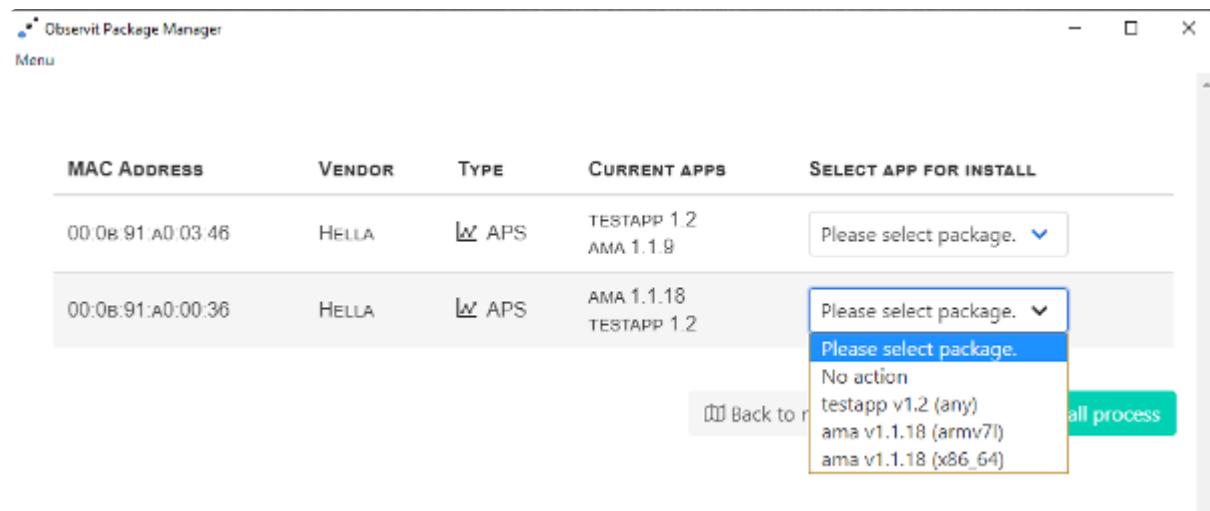 Observit Package Manager
Menu
MAC Address Vendor Type Current apps Select app for install
00:0b:91:a0:03:46 Hella APS testapp 1.2 ama 1.1.9 Please select package.
00:0b:91:a0:00:36 Hella APS ama 1.1.18 testapp 1.2 Please select package.
Please select package.
No action
testapp v1.2 (any)
ama v1.1.18 (armv7l)
ama v1.1.18 (x86_64)
Back to
all process